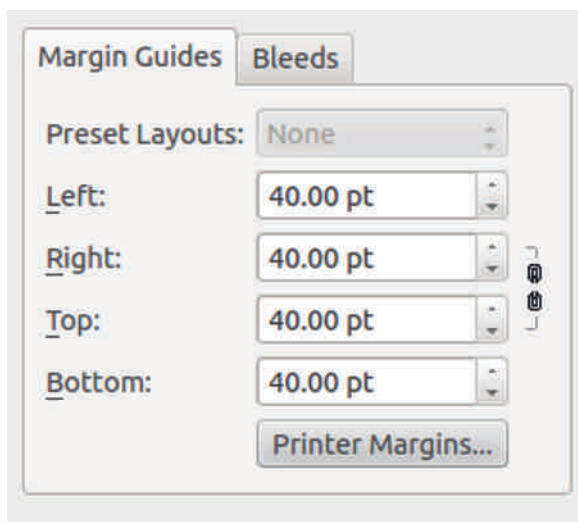 Margin Guides Bleeds
Preset Layouts: None
Left: 40.00 pt
Right: 40.00 pt
Top: 40.00 pt
Bottom: 40.00 pt
Printer Margins...